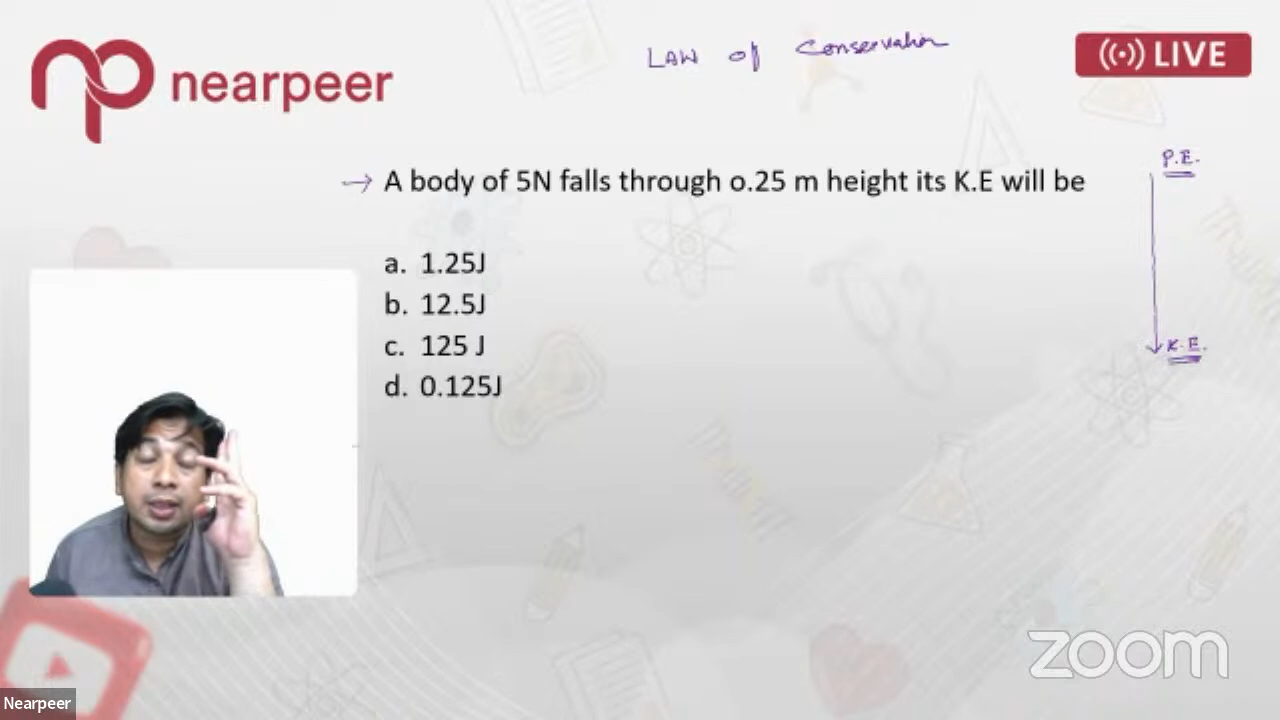 LAW of Conservation
nearpeer
LIVE
P.E.
→ A body of 5N falls through o.25 m height its K.E will be
a. 1.25J
b. 12.5J
c. 125 J
d. 0.125J
K.E.
zoom
Nearpeer